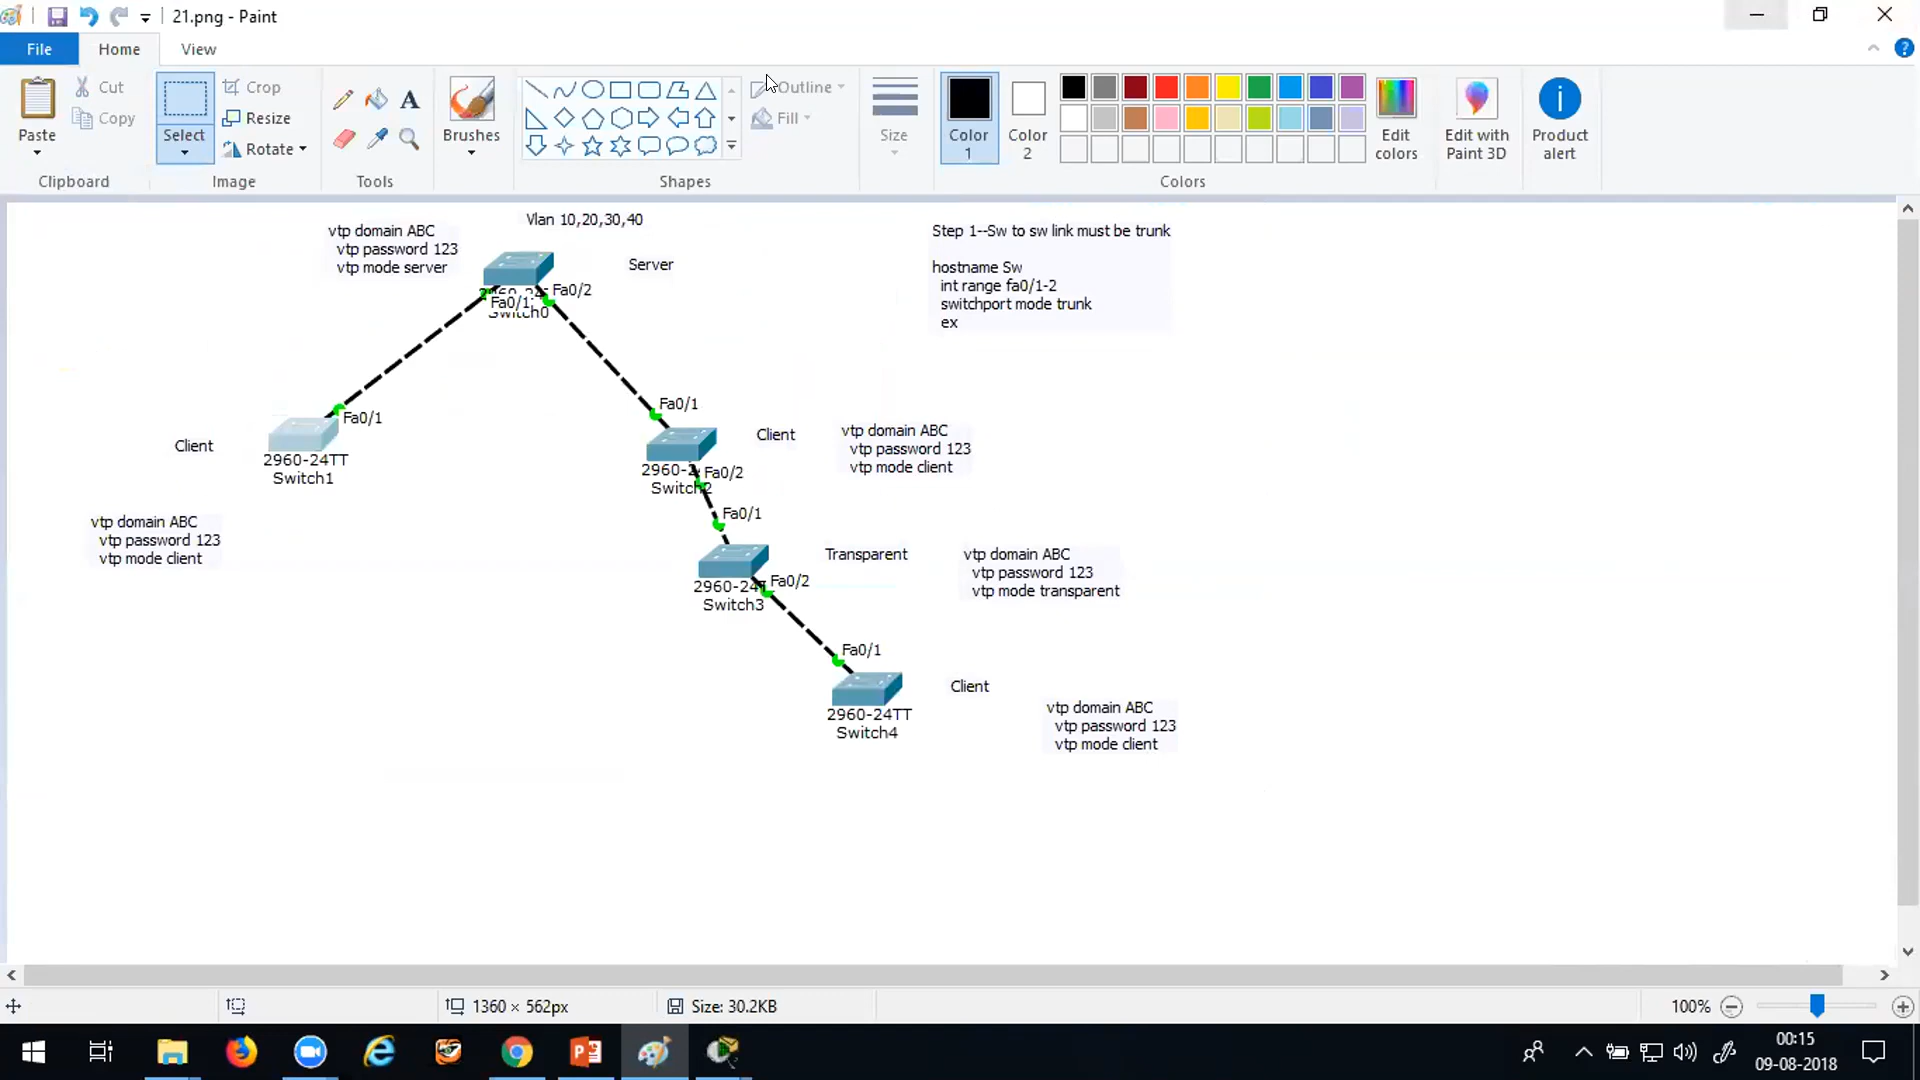 21.png - Paint
File
Home
View
Paste
Cut
Copy
Clipboard
Select
Crop
Resize
Rotate
Image
Tools
Brushes
Shapes
Outline
Fill
Size
Color 1
Color 2
Colors
Edit colors
Edit with Paint 3D
Product alert
Vlan 10,20,30,40
vtp domain ABC
vtp password 123
vtp mode server
Server
Fa0/2
Fa0/1
Switch0
Step 1--Sw to sw link must be trunk
hostname Sw
int range fa0/1-2
switchport mode trunk
ex
Fa0/1
Client
2960-24TT
Switch1
vtp domain ABC
vtp password 123
vtp mode client
Fa0/1
Client
Fa0/2
Switch2
vtp domain ABC
vtp password 123
vtp mode client
Fa0/1
Transparent
Fa0/2
Switch3
vtp domain ABC
vtp password 123
vtp mode transparent
Fa0/1
Client
2960-24TT
Switch4
vtp domain ABC
vtp password 123
vtp mode client
1360 × 562px
Size: 30.2KB
100%
00:15
09-08-2018